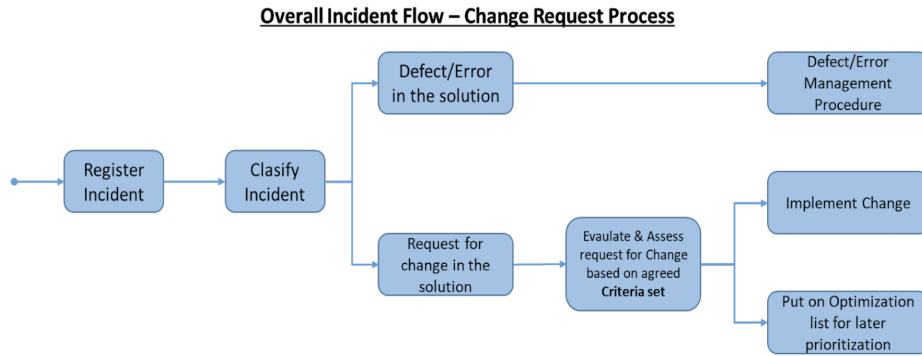 Overall Incident Flow – Change Request Process
Defect/Error
in the solution
Defect/Error
Management
Procedure
Register
Incident
Clasify
Incident
Request for
change in the
solution
Evaulate & Assess
request for Change
based on agreed
Criteria set
Implement Change
Put on Optimization
list for later
prioritization